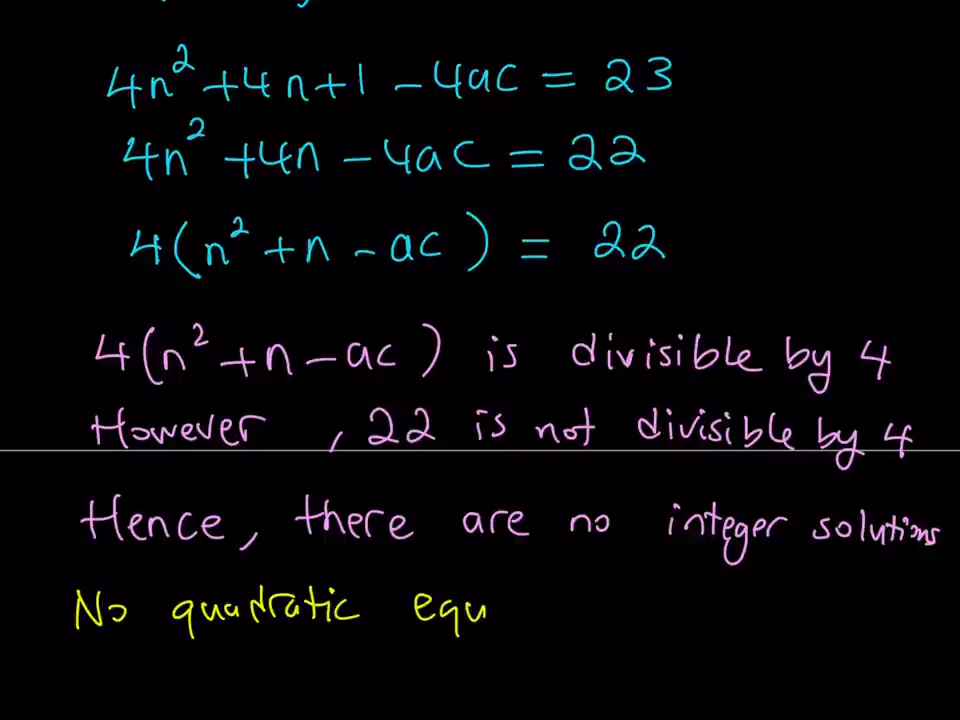 4n² + 4n + 1 - 4ac = 23
4n² + 4n - 4ac = 22
4(n² + n - ac) = 22
4(n² + n - ac) is divisible by 4
However, 22 is not divisible by 4
Hence, there are no integer solutions
No quadratic equ